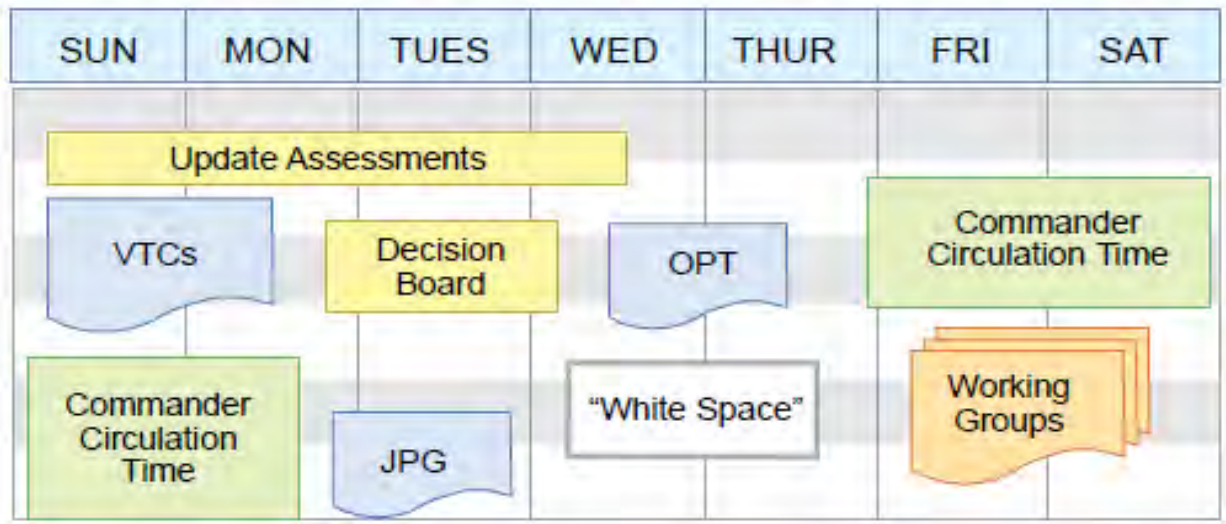 SUN MON TUES WED THUR FRI SAT
Update Assessments
VTCs
Decision
Board
OPT
Commander
Circulation Time
Commander
Circulation
Time
JPG
“White Space”
Working
Groups